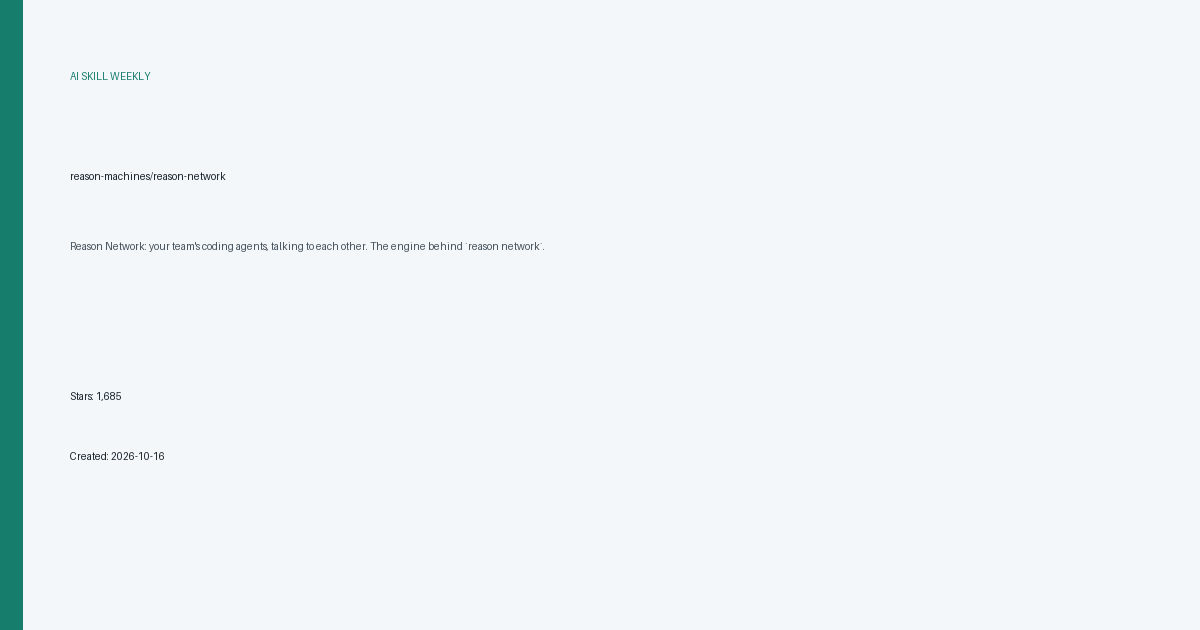 AI SKILL WEEKLY
reason-machines/reason-network
Reason Network: your team's coding agents, talking to each other. The engine behind `reason network`.
Stars: 1,685
Created: 2026-10-16